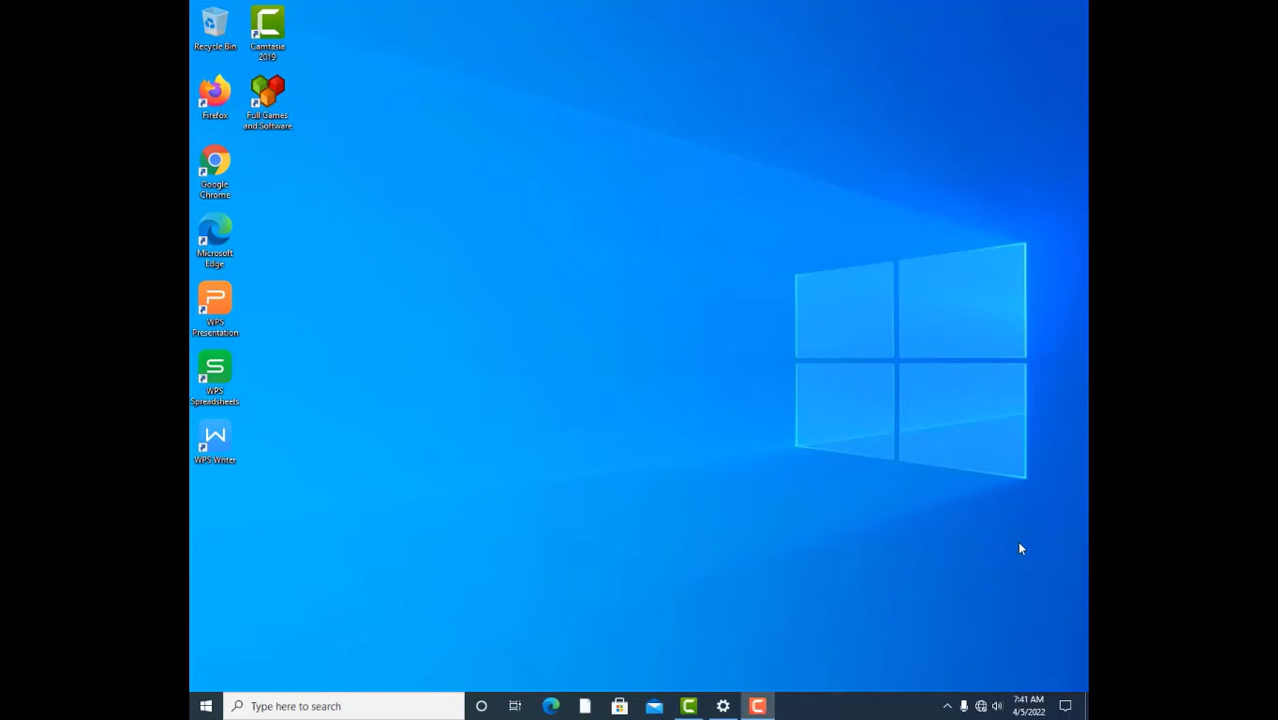 Recycle Bin
Camtasia
2019
Firefox
Full Games
and Software
Google
Chrome
Microsoft
Edge
WPS
Presentation
WPS
Spreadsheets
WPS Writer
Type here to search
7:41 AM
4/5/2022